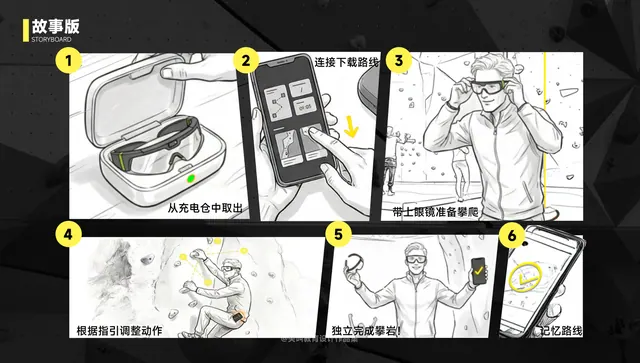 故事版
STORYBOARD
1
从充电仓中取出
2
连接下载路线
3
带上眼镜准备攀爬
4
根据指引调整动作
5
独立完成攀岩!
6
记忆路线